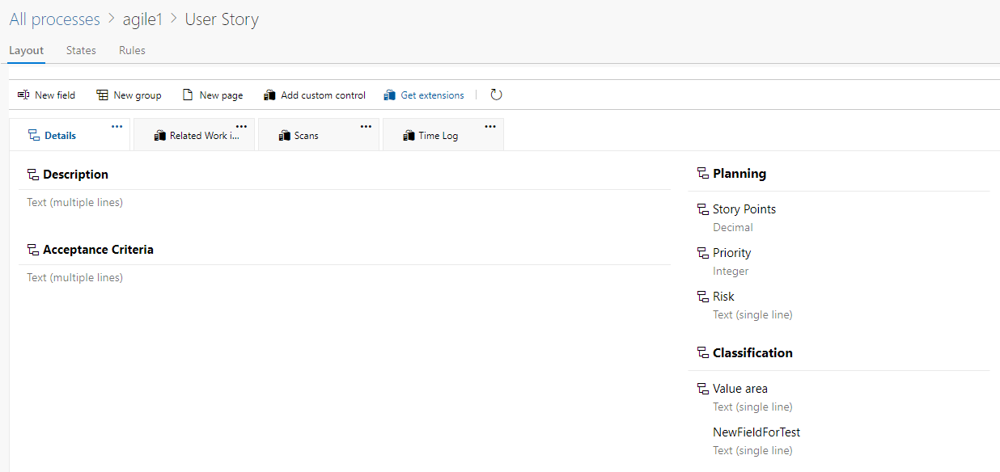 All processes > agile1 > User Story
Layout States Rules
New field New group New page Add custom control Get extensions
Details Related Work i... Scans Time Log
Description
Text (multiple lines)
Acceptance Criteria
Text (multiple lines)
Planning
Story Points
Decimal
Priority
Integer
Risk
Text (single line)
Classification
Value area
Text (single line)
NewFieldForTest
Text (single line)